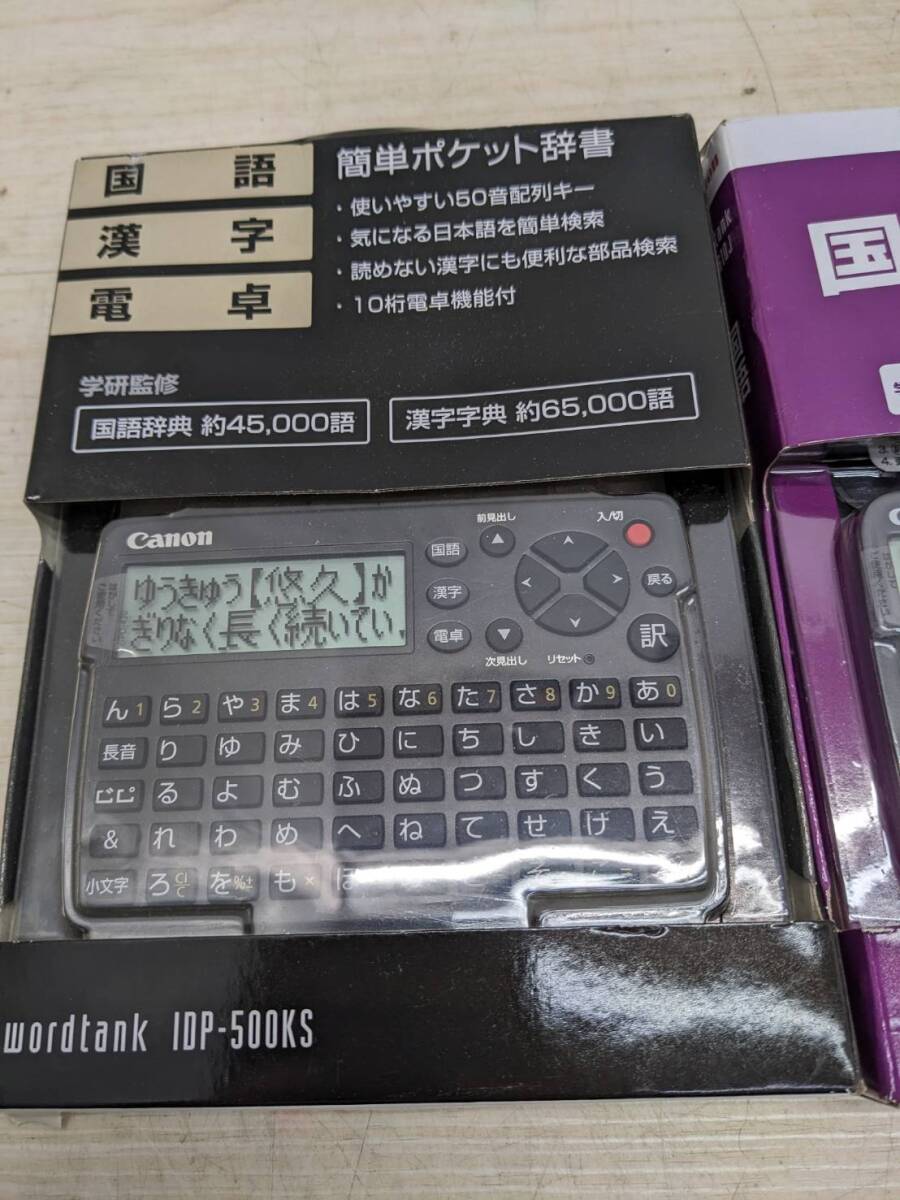 国語
漢字
電卓
簡単ポケット辞書
・使いやすい50音配列キー
・気になる日本語を簡単検索
・読めない漢字にも便利な部品検索
・10桁電卓機能付
学研監修
国語辞典 約45,000語
漢字字典 約65,000語
Canon
ゆうきゅう【悠久】か
ぎりなく長く続いてい
国語
漢字
電卓
前見出し
▲
次見出し
▼
リセット
入/切
戻る
訳
ん1 ら2 や3 ま4 は5 な6 た7 さ8 か9 あ0
長音 り ゆ み ひ に ち し き い
る よ む ふ ぬ つ す く う
& れ わ め へ ね て せ け え
小文字 ろ を%± も× ほ
wordtank IDP-500KS
国